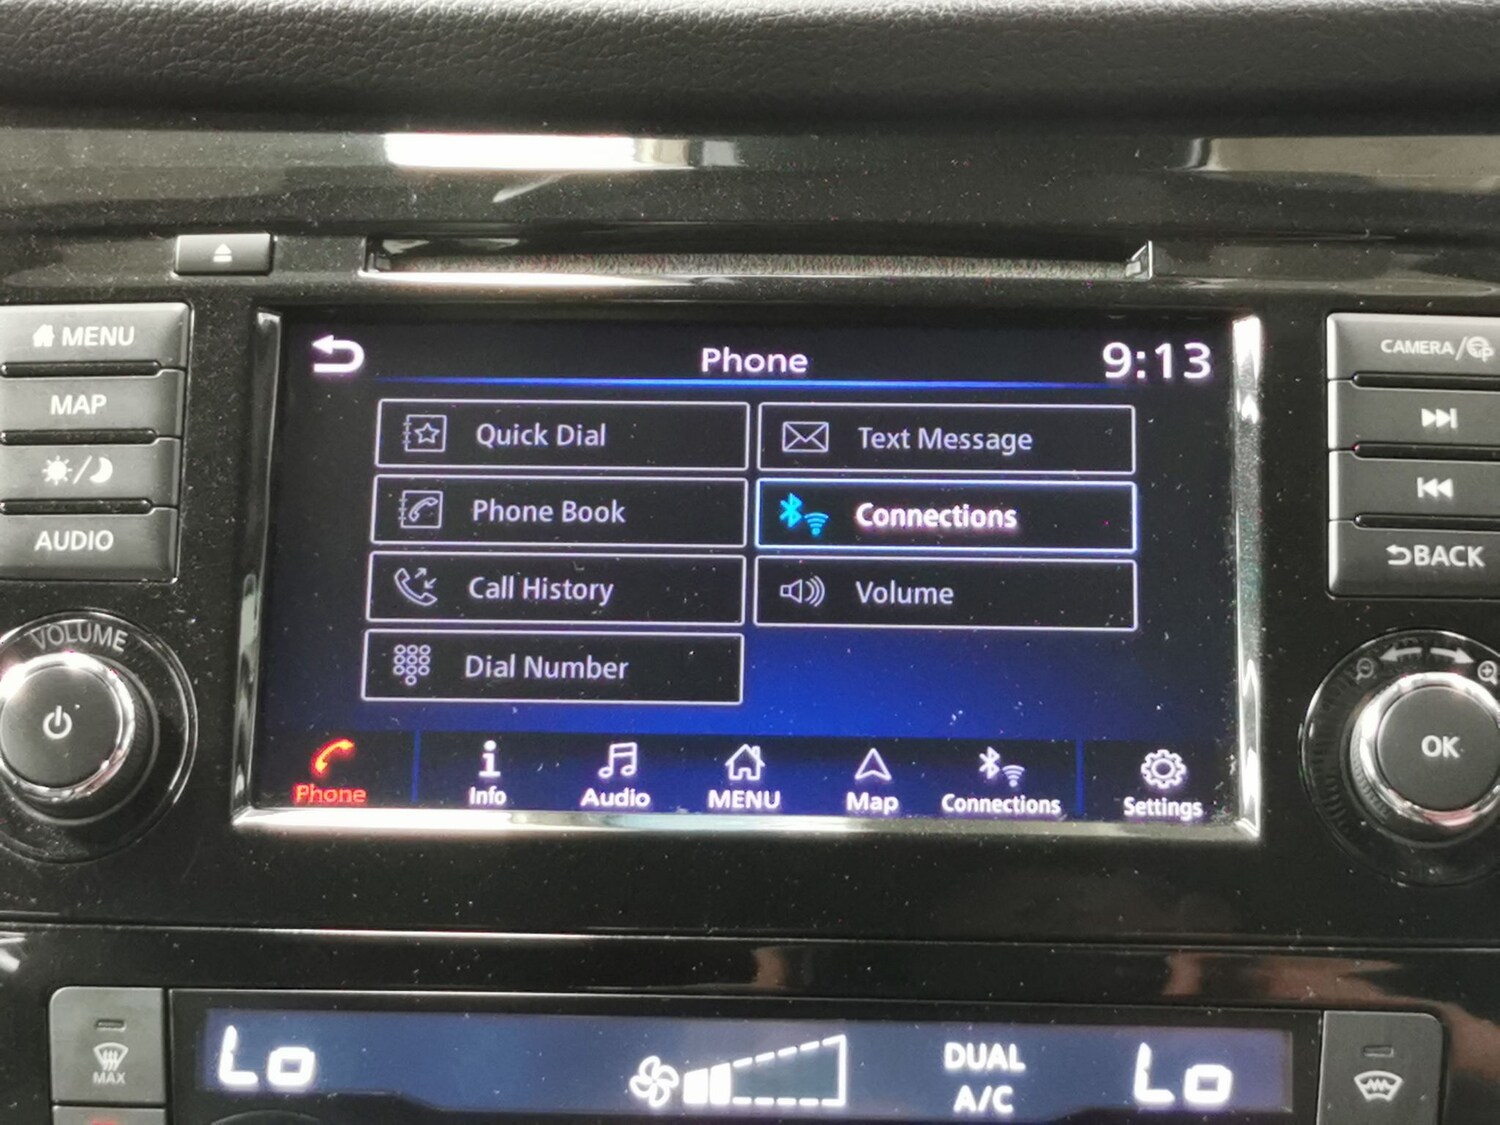 MENU
MAP
AUDIO
VOLUME
Phone
9:13
Quick Dial
Text Message
Phone Book
Connections
Call History
Volume
Dial Number
Phone
Info
Audio
MENU
Map
Connections
Settings
CAMERA/
BACK
OK
MAX
Lo
DUAL
A/C
Lo